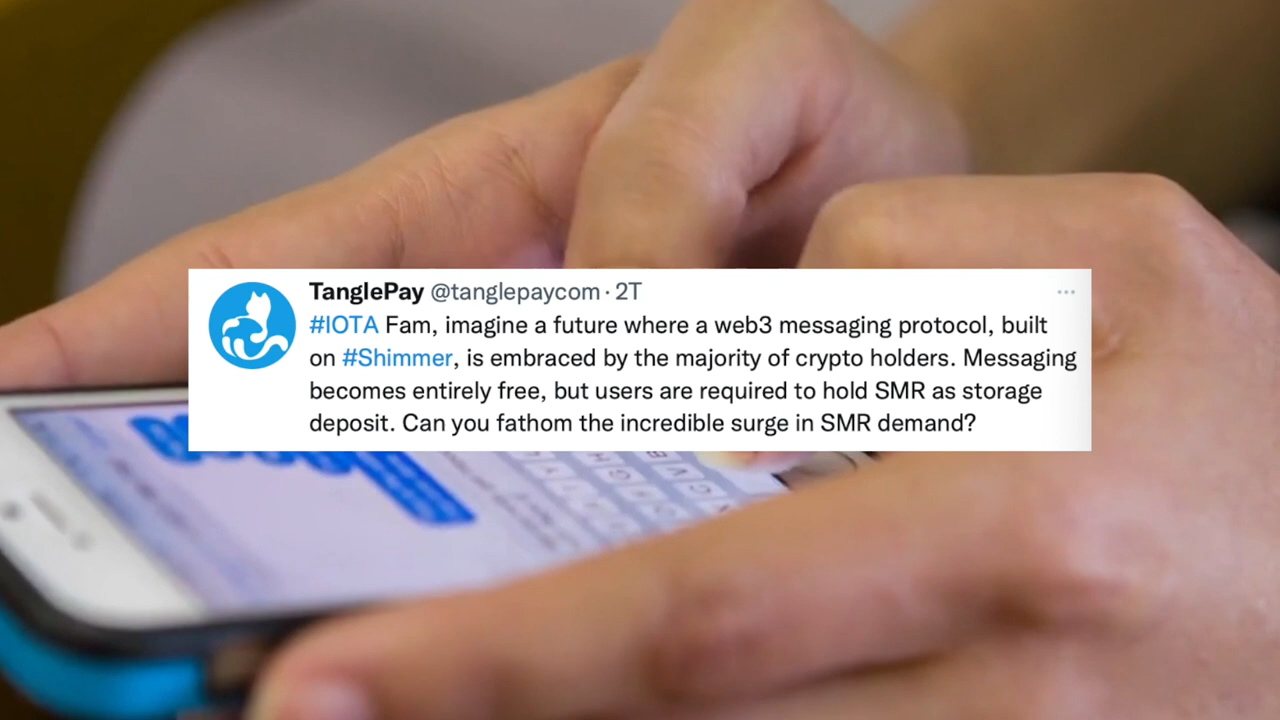 TanglePay @tanglepaycom · 2T
#IOTA Fam, imagine a future where a web3 messaging protocol, built
on #Shimmer, is embraced by the majority of crypto holders. Messaging
becomes entirely free, but users are required to hold SMR as storage
deposit. Can you fathom the incredible surge in SMR demand?